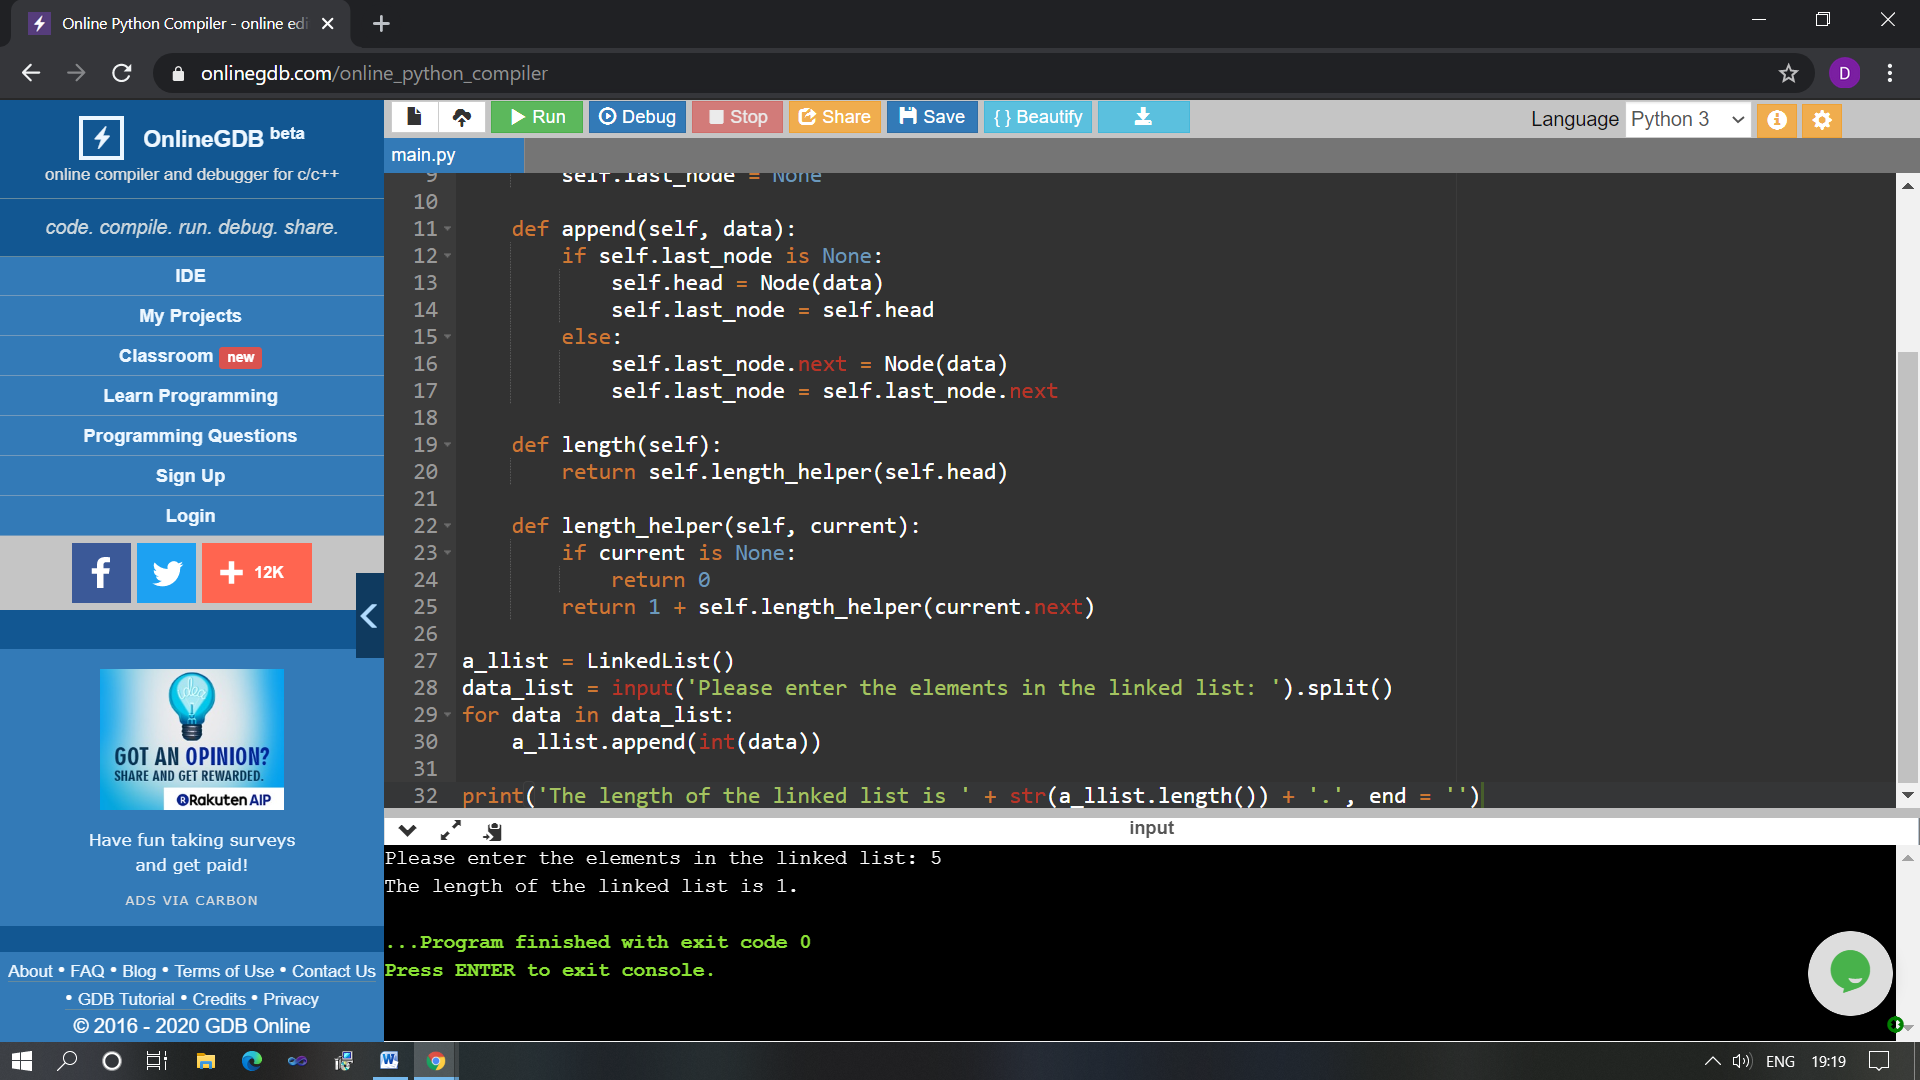 Online Python Compiler - online edi
onlinegdb.com/online_python_compiler
D
OnlineGDB beta
online compiler and debugger for c/c++
code. compile. run. debug. share.
IDE
My Projects
Classroom new
Learn Programming
Programming Questions
Sign Up
Login
f
+ 12K
idea
GOT AN OPINION?
SHARE AND GET REWARDED.
Rakuten AIP
Have fun taking surveys
and get paid!
ADS VIA CARBON
About • FAQ • Blog • Terms of Use • Contact Us
• GDB Tutorial • Credits • Privacy
© 2016 - 2020 GDB Online
Run Debug Stop Share Save { } Beautify
Language Python 3
main.py
9         self.last_node = None
10
11     def append(self, data):
12         if self.last_node is None:
13             self.head = Node(data)
14             self.last_node = self.head
15         else:
16             self.last_node.next = Node(data)
17             self.last_node = self.last_node.next
18
19     def length(self):
20         return self.length_helper(self.head)
21
22     def length_helper(self, current):
23         if current is None:
24             return 0
25         return 1 + self.length_helper(current.next)
26
27 a_llist = LinkedList()
28 data_list = input('Please enter the elements in the linked list: ').split()
29 for data in data_list:
30     a_llist.append(int(data))
31
32 print('The length of the linked list is ' + str(a_llist.length()) + '.', end = '')
input
Please enter the elements in the linked list: 5
The length of the linked list is 1.
...Program finished with exit code 0
Press ENTER to exit console.
W
ENG 19:19